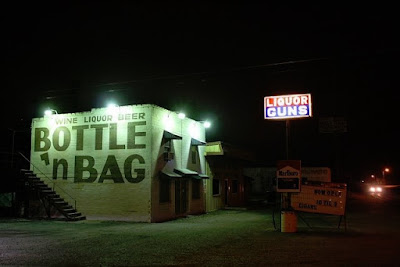 WINE LIQUOR BEER
BOTTLE
'n BAG
LIQUOR
GUNS